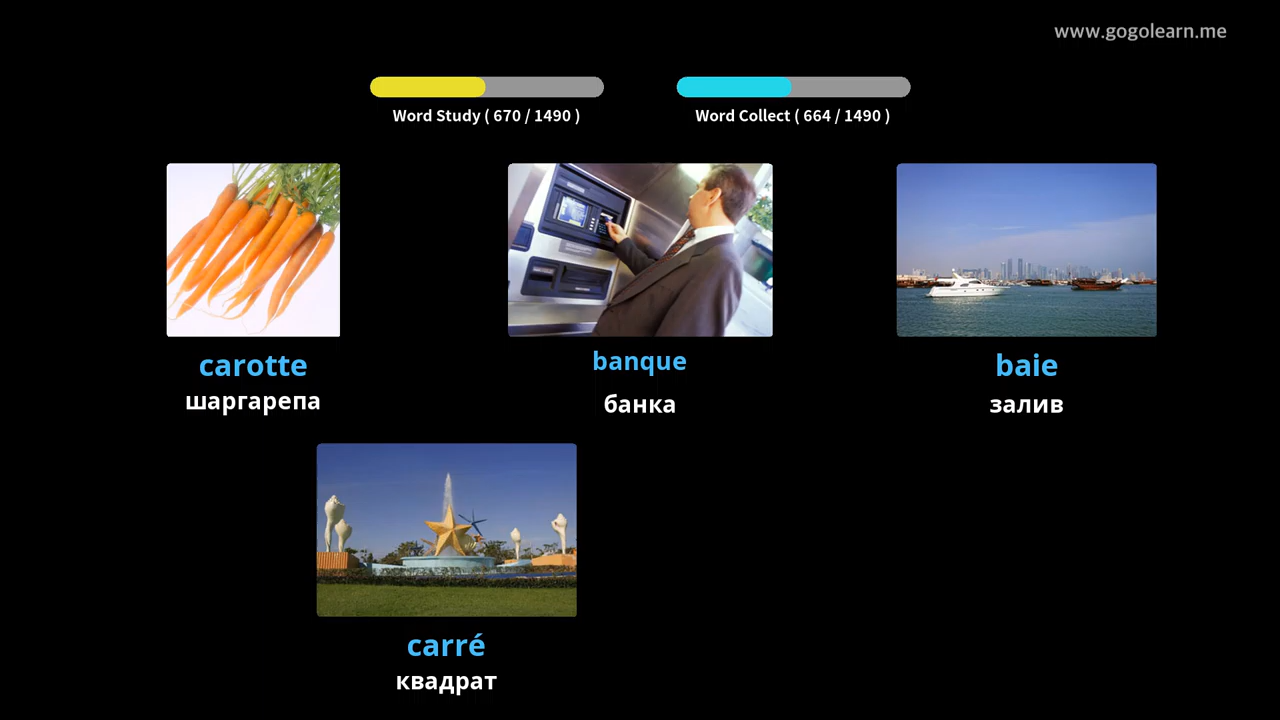 www.gogolearn.me
Word Study ( 670 / 1490 )
Word Collect ( 664 / 1490 )
carotte
шаргарепа
banque
банка
baie
залив
carré
квадрат